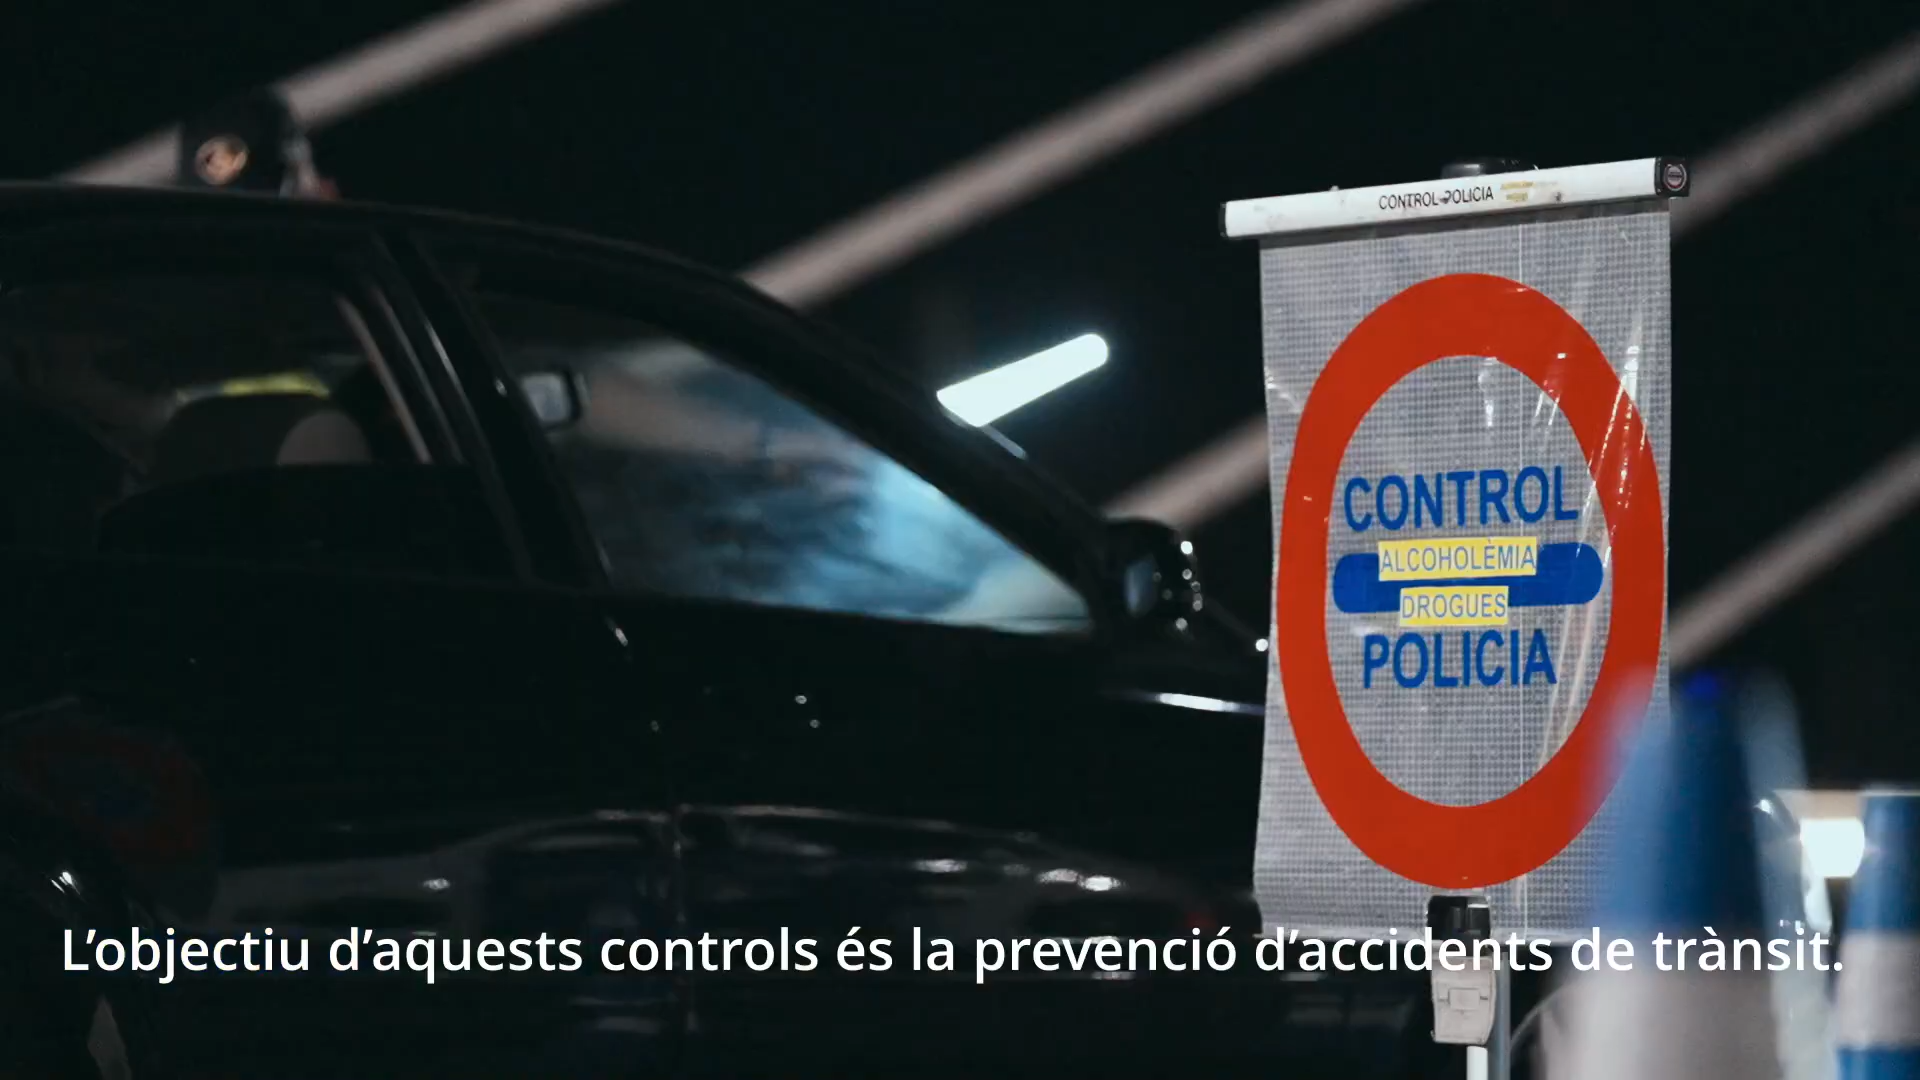 CONTROL POLICIA
CONTROL
ALCOHOLÈMIA
DROGUES
POLICIA
L’objectiu d’aquests controls és la prevenció d’accidents de trànsit.